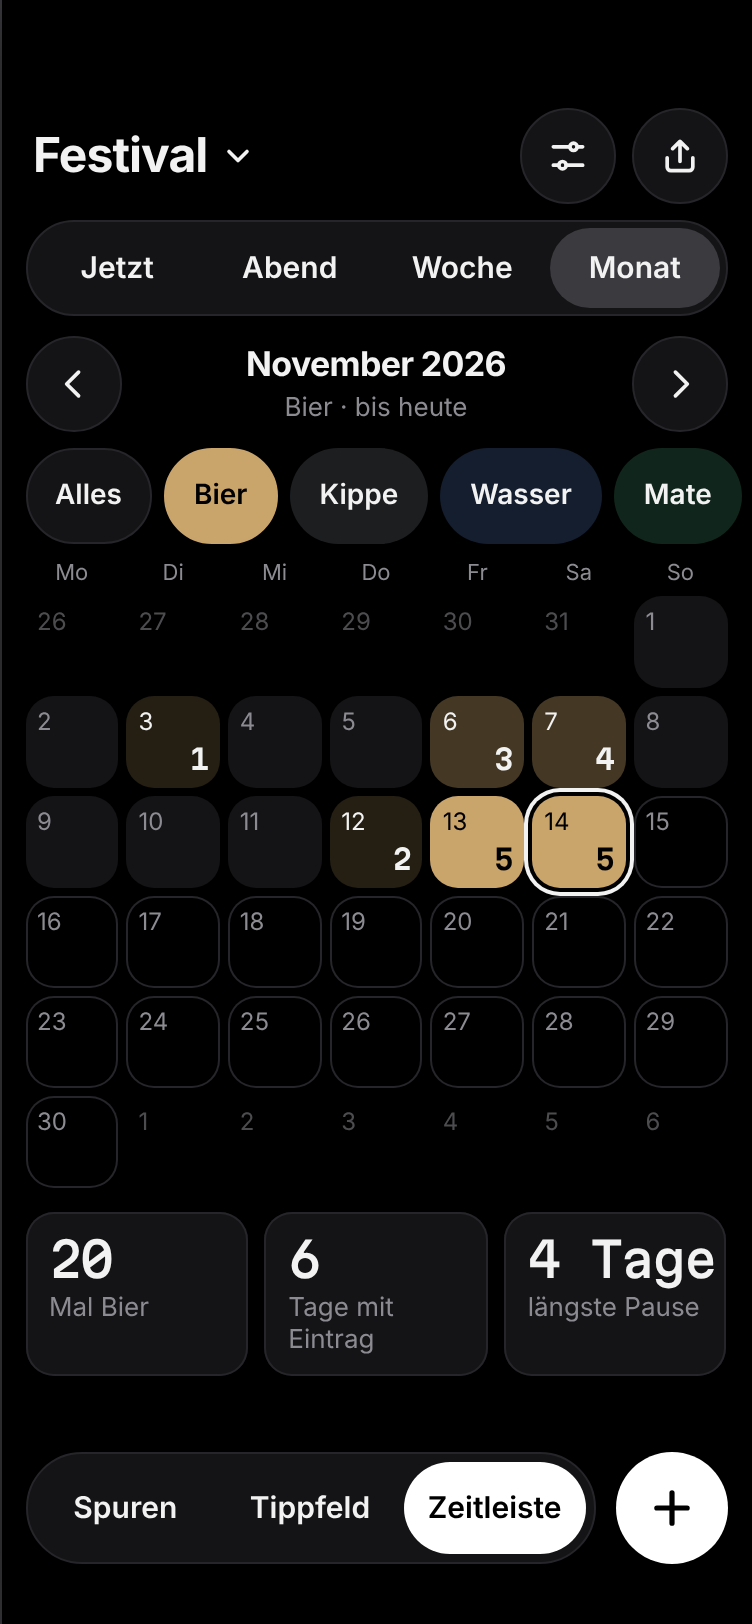 Festival
Jetzt Abend Woche Monat
November 2026
Bier · bis heute
Alles Bier Kippe Wasser Mate
Mo Di Mi Do Fr Sa So
26 27 28 29 30 31 1
2 3 1 4 5 6 3 7 4 8
9 10 11 12 2 13 5 14 5 15
16 17 18 19 20 21 22
23 24 25 26 27 28 29
30 1 2 3 4 5 6
20 6 4 Tage
Mal Bier Tage mit längste Pause
Eintrag
Spuren Tippfeld Zeitleiste